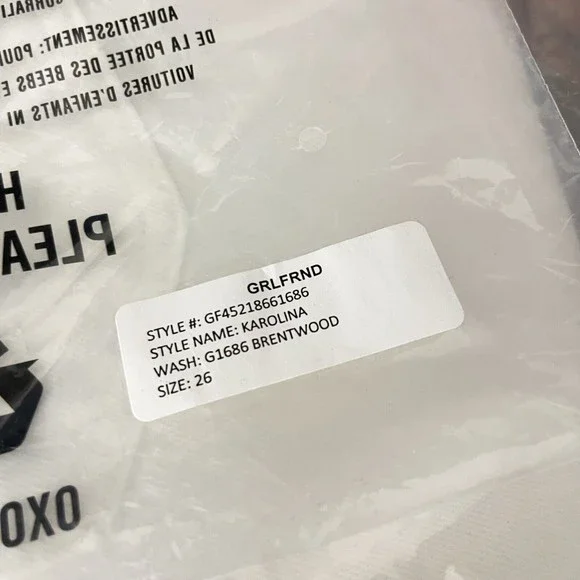 ADVERTISSEMENT: POUR
DE LA PORTEE DES BEEBS E
VOITURES D'ENFANTS NI
H
PLEA
GRLFRND
STYLE #: GF45218661686
STYLE NAME: KAROLINA
WASH: G1686 BRENTWOOD
SIZE: 26
OXO